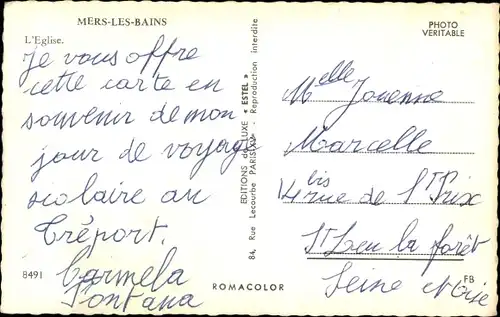 MERS-LES-BAINS
L'Eglise.
Je vous offre
cette carte en
souvenir de mon
jour de voyage
scolaire au
Tréport.
Carmela
Fontana
8491
EDITIONS de LUXE « ESTEL »
84, Rue Lecourbe PARIS-XV - Reproduction interdite
ROMACOLOR
PHOTO
VERITABLE
Melle Jouenne
Marcelle
14 bis rue de St Prix
St Leu la forêt
Seine et Oise
FB